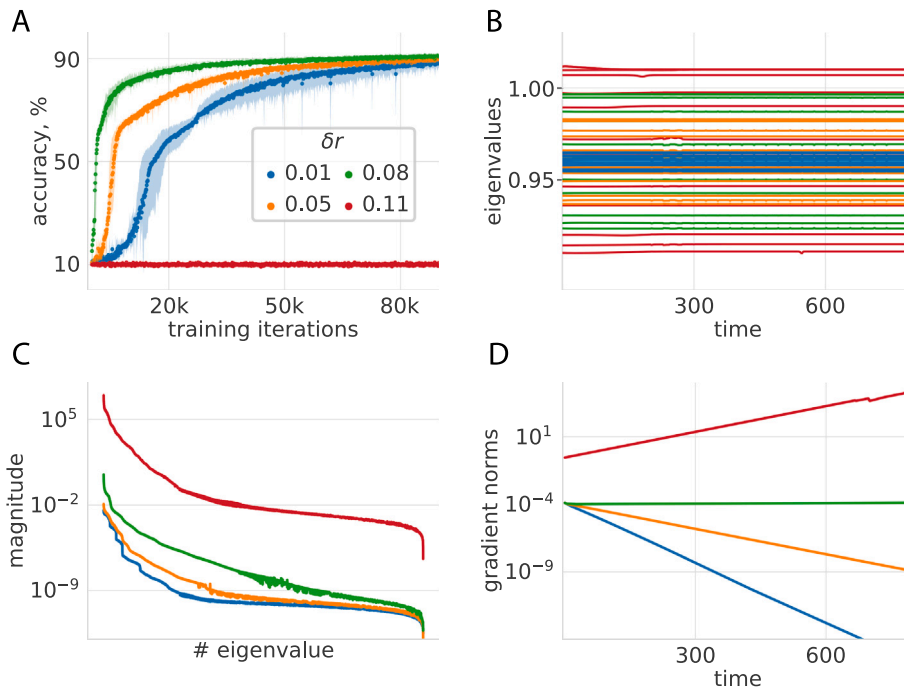 A
accuracy, %
90
50
10
20k 50k 80k
training iterations
δr
0.01 0.08
0.05 0.11
B
eigenvalues
1.00
0.95
300 600
time
C
magnitude
10^5
10^-2
10^-9
# eigenvalue
D
gradient norms
10^1
10^-4
10^-9
300 600
time